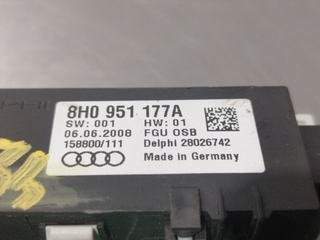 8H0 951 177A
SW: 001 HW: 01
06.06.2008 FGU OSB
158800/111 Delphi 28026742
Made in Germany